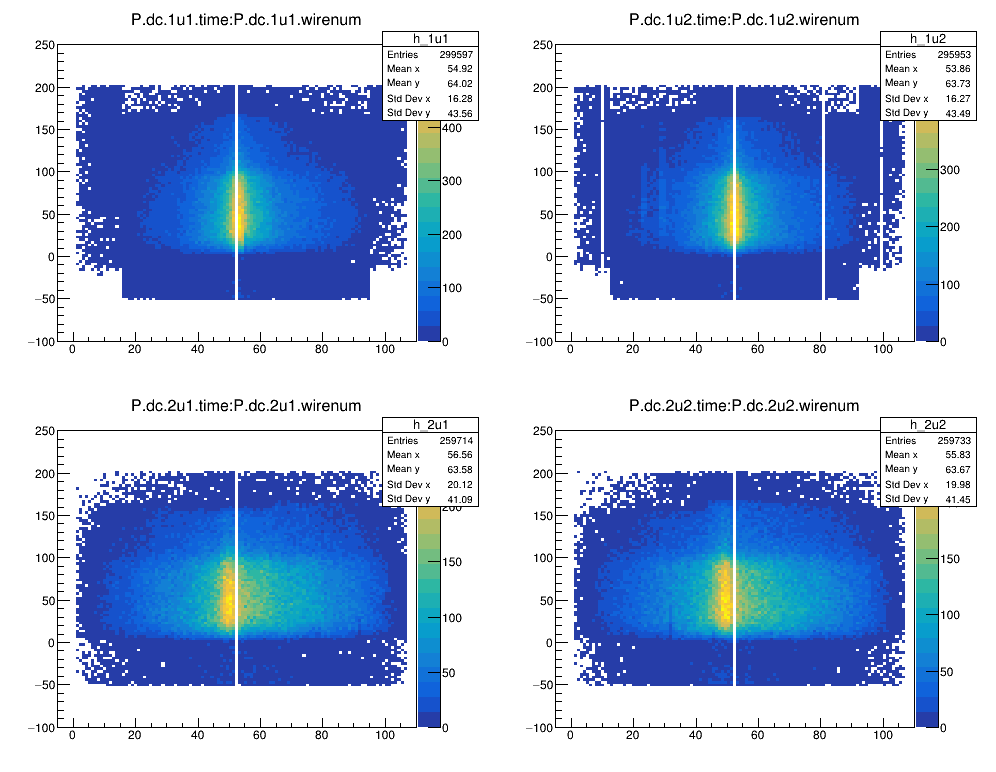 P.dc.1u1.time:P.dc.1u1.wirenum
h_1u1
Entries 299597
Mean x 54.92
Mean y 64.02
Std Dev x 16.28
Std Dev y 43.56
250
200
150
100
50
0
−50
−100
0 20 40 60 80 100
400
300
200
100
0
P.dc.1u2.time:P.dc.1u2.wirenum
h_1u2
Entries 295953
Mean x 53.86
Mean y 63.73
Std Dev x 16.27
Std Dev y 43.49
250
200
150
100
50
0
−50
−100
0 20 40 60 80 100
300
200
100
0
P.dc.2u1.time:P.dc.2u1.wirenum
h_2u1
Entries 259714
Mean x 56.56
Mean y 63.58
Std Dev x 20.12
Std Dev y 41.09
250
200
150
100
50
0
−50
−100
0 20 40 60 80 100
200
150
100
50
0
P.dc.2u2.time:P.dc.2u2.wirenum
h_2u2
Entries 259733
Mean x 55.83
Mean y 63.67
Std Dev x 19.98
Std Dev y 41.45
250
200
150
100
50
0
−50
−100
0 20 40 60 80 100
150
100
50
0